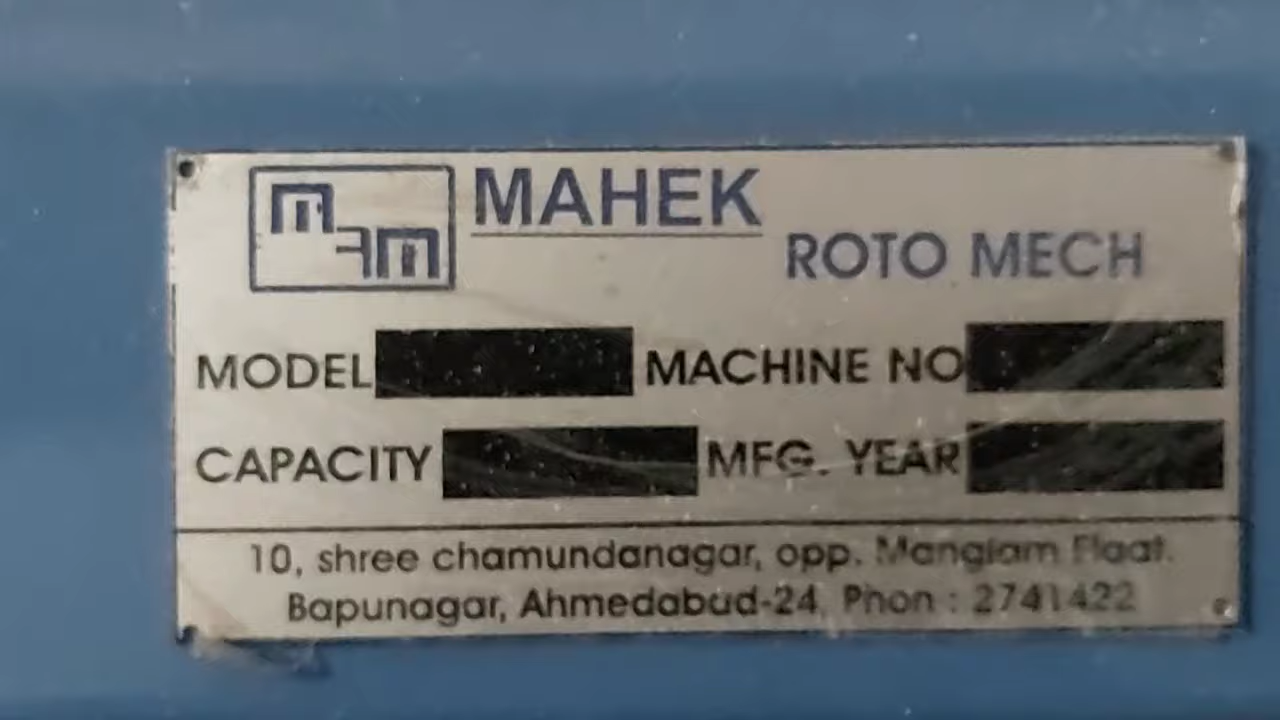 MAHEK
ROTO MECH
MODEL MACHINE NO
CAPACITY MFG. YEAR
10, shree chamundanagar, opp. Manglam Flaat.
Bapunagar, Ahmedabad-24, Phon : 2741422